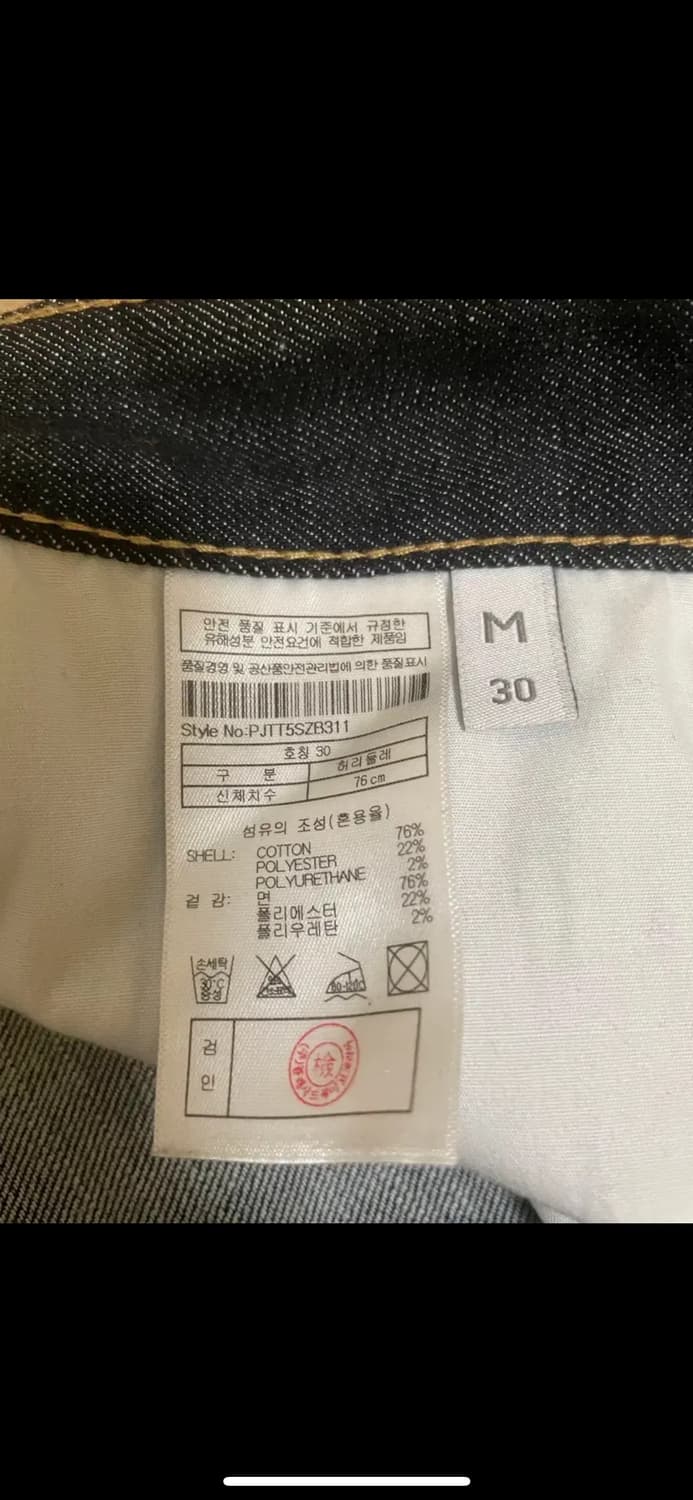 안전 품질 표시 기준에서 규정한
유해성분 안전요건에 적합한 제품임
품질경영 및 공산품안전관리법에 의한 품질표시
Style No:PJTT5SZB311
호칭 30
구 분 허리둘레
신체치수 76cm
섬유의 조성(혼용율)
SHELL: COTTON 76%
POLYESTER 22%
POLYURETHANE 2%
겉 감: 면 76%
폴리에스터 22%
폴리우레탄 2%
손세탁
30°C
중성
80-120°C
검
인
檢
M
30